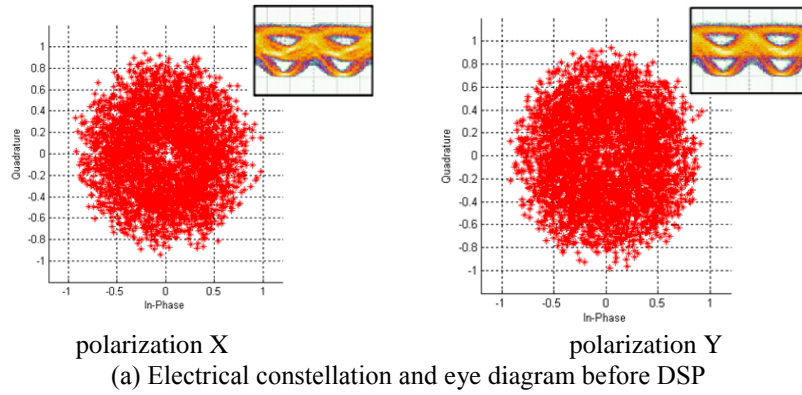 1
0.8
0.6
0.4
0.2
0
-0.2
-0.4
-0.6
-0.8
-1
Quadrature
-1 -0.5 0 0.5 1
In-Phase
1
0.8
0.6
0.4
0.2
0
-0.2
-0.4
-0.6
-0.8
-1
Quadrature
-1 -0.5 0 0.5 1
In-Phase
polarization X polarization Y
(a) Electrical constellation and eye diagram before DSP